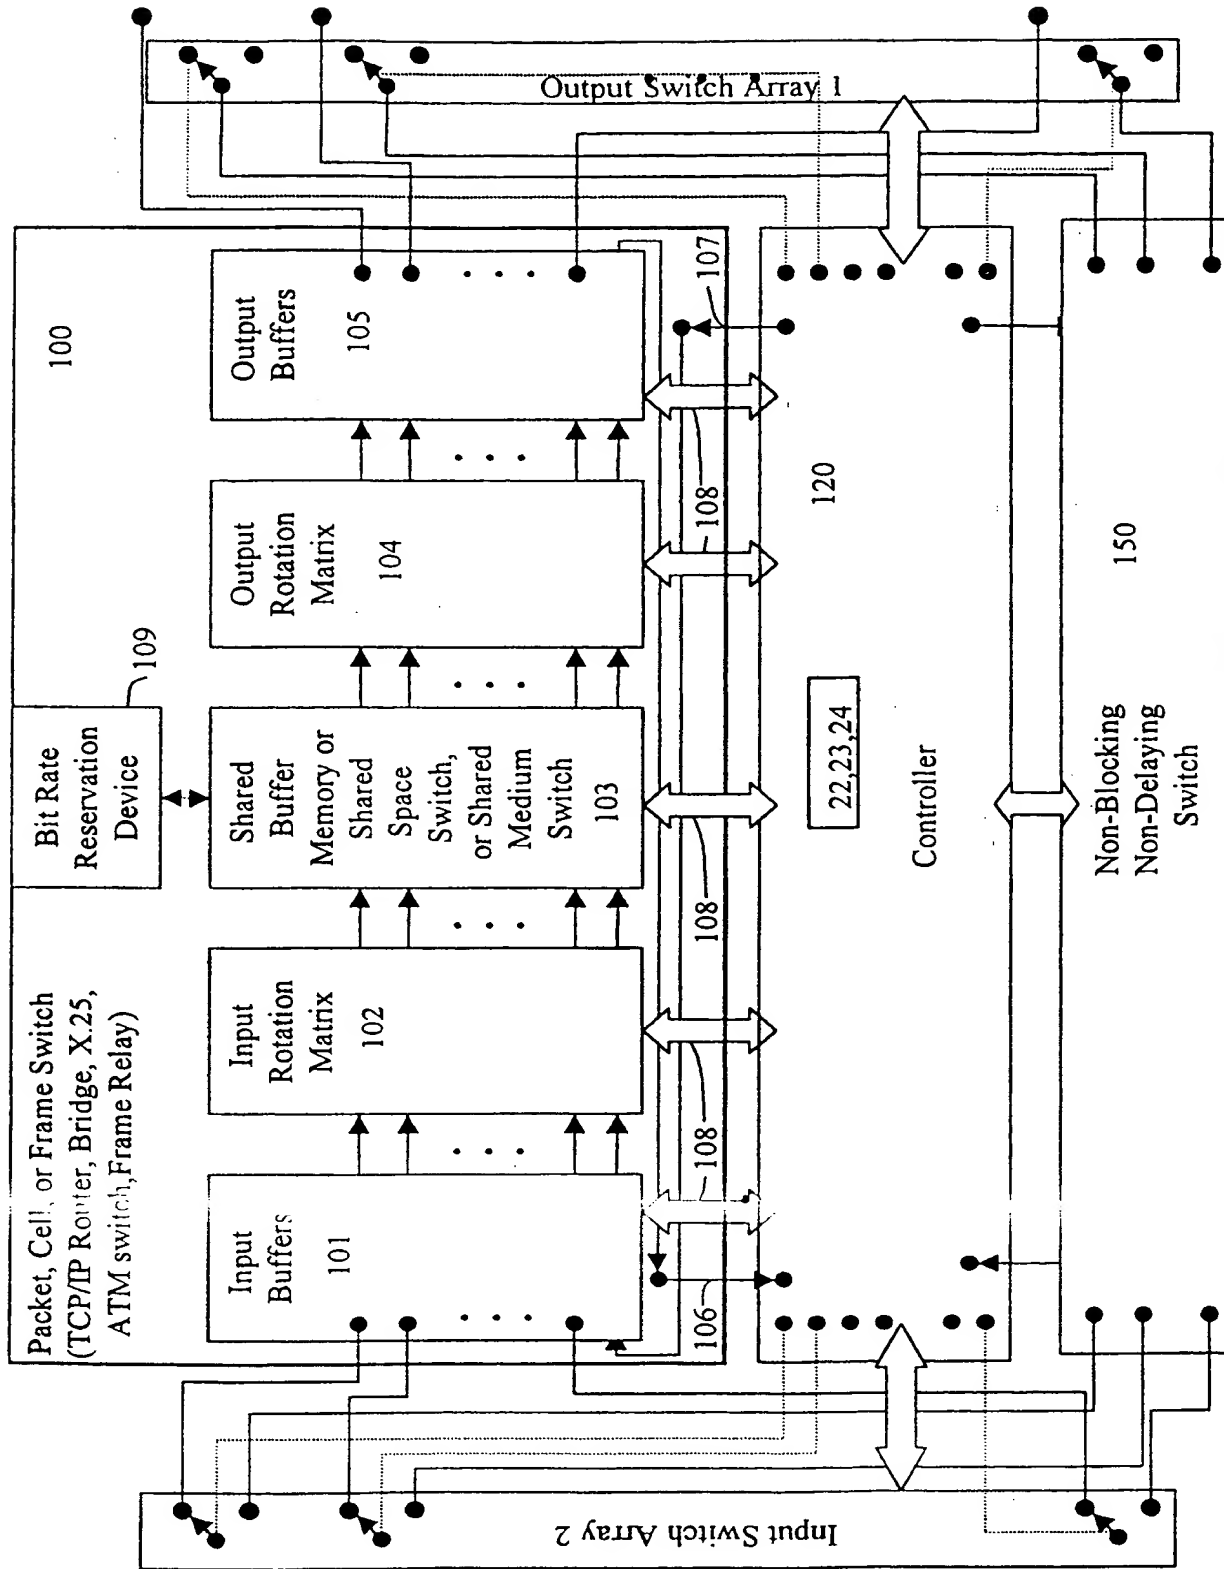 Packet, Cell, or Frame Switch
(TCP/IP Router, Bridge, X.25,
ATM switch, Frame Relay)
100
Bit Rate
Reservation
Device
109
Input
Buffers
101
Input
Rotation
Matrix
102
Shared
Buffer
Memory or
Shared
Space
Switch,
or Shared
Medium
Switch
103
Output
Rotation
Matrix
104
Output
Buffers
105
106
108
108
108
108
107
120
22,23,24
Controller
150
Non-Blocking
Non-Delaying
Switch
Input Switch Array 2
Output Switch Array 1